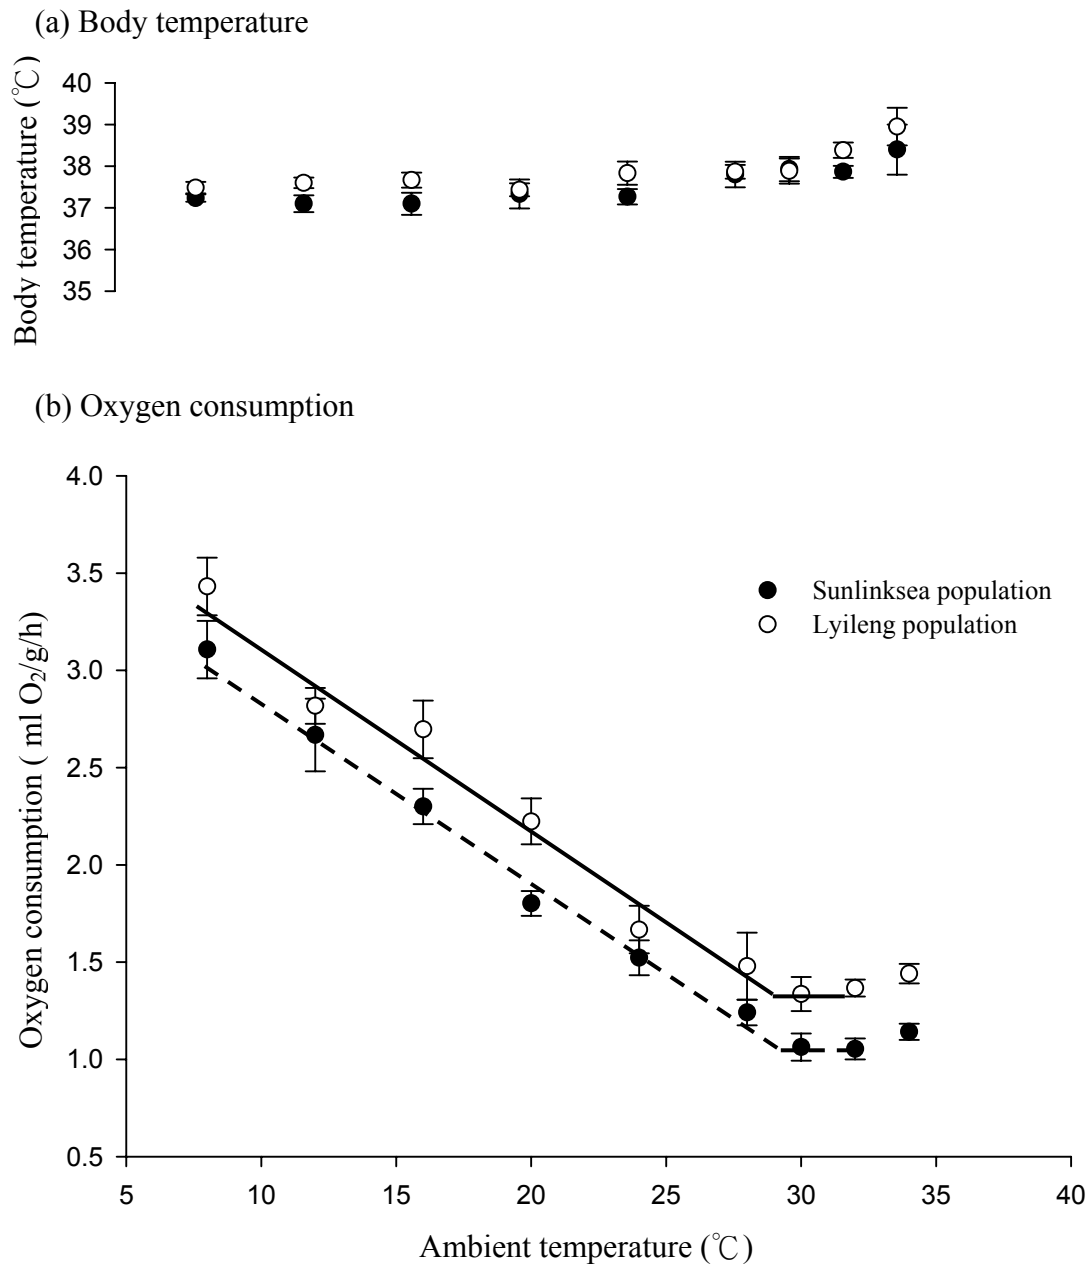 (a) Body temperature
Body temperature (℃)
40
39
38
37
36
35
(b) Oxygen consumption
Oxygen consumption ( ml O₂/g/h)
4.0
3.5
3.0
2.5
2.0
1.5
1.0
0.5
Sunlinksea population
Lyileng population
5 10 15 20 25 30 35 40
Ambient temperature (℃)